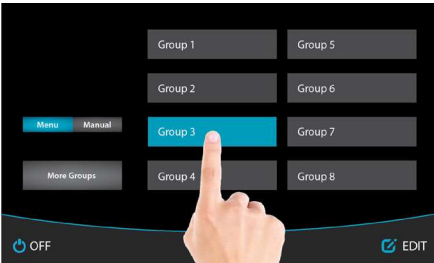 Group 1
Group 5
Group 2
Group 6
Menu
Manual
Group 3
Group 7
More Groups
Group 4
Group 8
OFF
EDIT